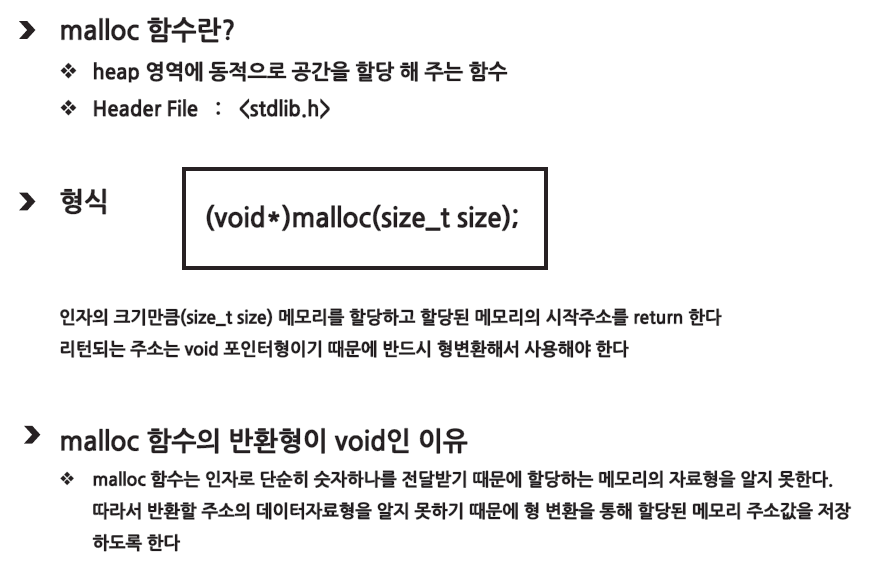 malloc 함수란?
heap 영역에 동적으로 공간을 할당 해 주는 함수
Header File : <stdlib.h>
형식
(void*)malloc(size_t size);
인자의 크기만큼(size_t size) 메모리를 할당하고 할당된 메모리의 시작주소를 return 한다
리턴되는 주소는 void 포인터형이기 때문에 반드시 형변환해서 사용해야 한다
malloc 함수의 반환형이 void인 이유
malloc 함수는 인자로 단순히 숫자하나를 전달받기 때문에 할당하는 메모리의 자료형을 알지 못한다.
따라서 반환할 주소의 데이터자료형을 알지 못하기 때문에 형 변환을 통해 할당된 메모리 주소값을 저장
하도록 한다